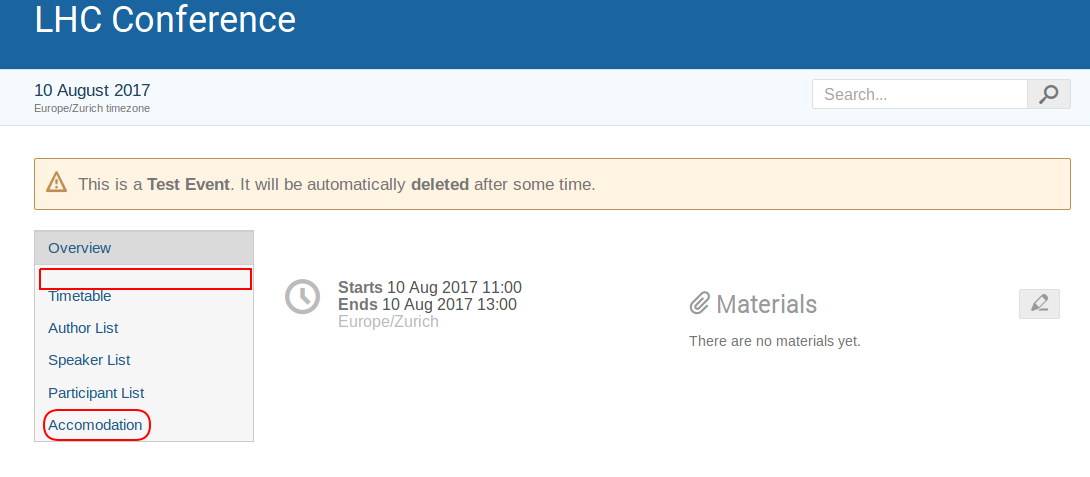 LHC Conference
10 August 2017
Europe/Zurich timezone
Search...
This is a Test Event. It will be automatically deleted after some time.
Overview
Timetable
Author List
Speaker List
Participant List
Accomodation
Starts 10 Aug 2017 11:00
Ends 10 Aug 2017 13:00
Europe/Zurich
Materials
There are no materials yet.